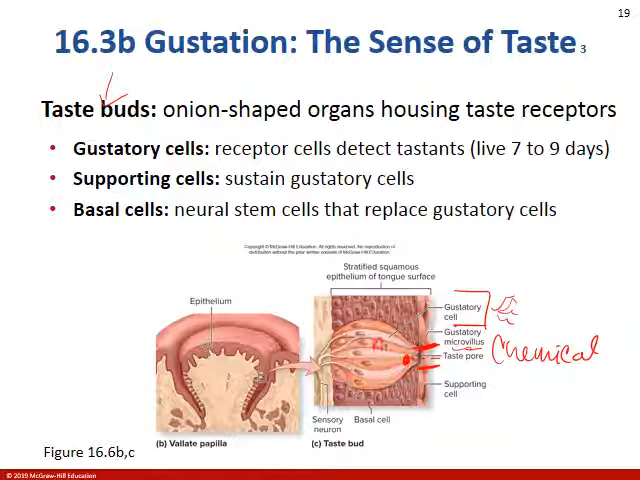 19
16.3b Gustation: The Sense of Taste 3
Taste buds: onion-shaped organs housing taste receptors
• Gustatory cells: receptor cells detect tastants (live 7 to 9 days)
• Supporting cells: sustain gustatory cells
• Basal cells: neural stem cells that replace gustatory cells
Copyright © McGraw-Hill Education. All rights reserved. No reproduction or
distribution without the prior written consent of McGraw-Hill Education.
Stratified squamous
epithelium of tongue surface
Epithelium
Gustatory
cell
Gustatory
microvillus
Taste pore
Chemical
Supporting
cell
Sensory
neuron
Basal cell
(b) Vallate papilla
(c) Taste bud
Figure 16.6b,c
© 2019 McGraw-Hill Education